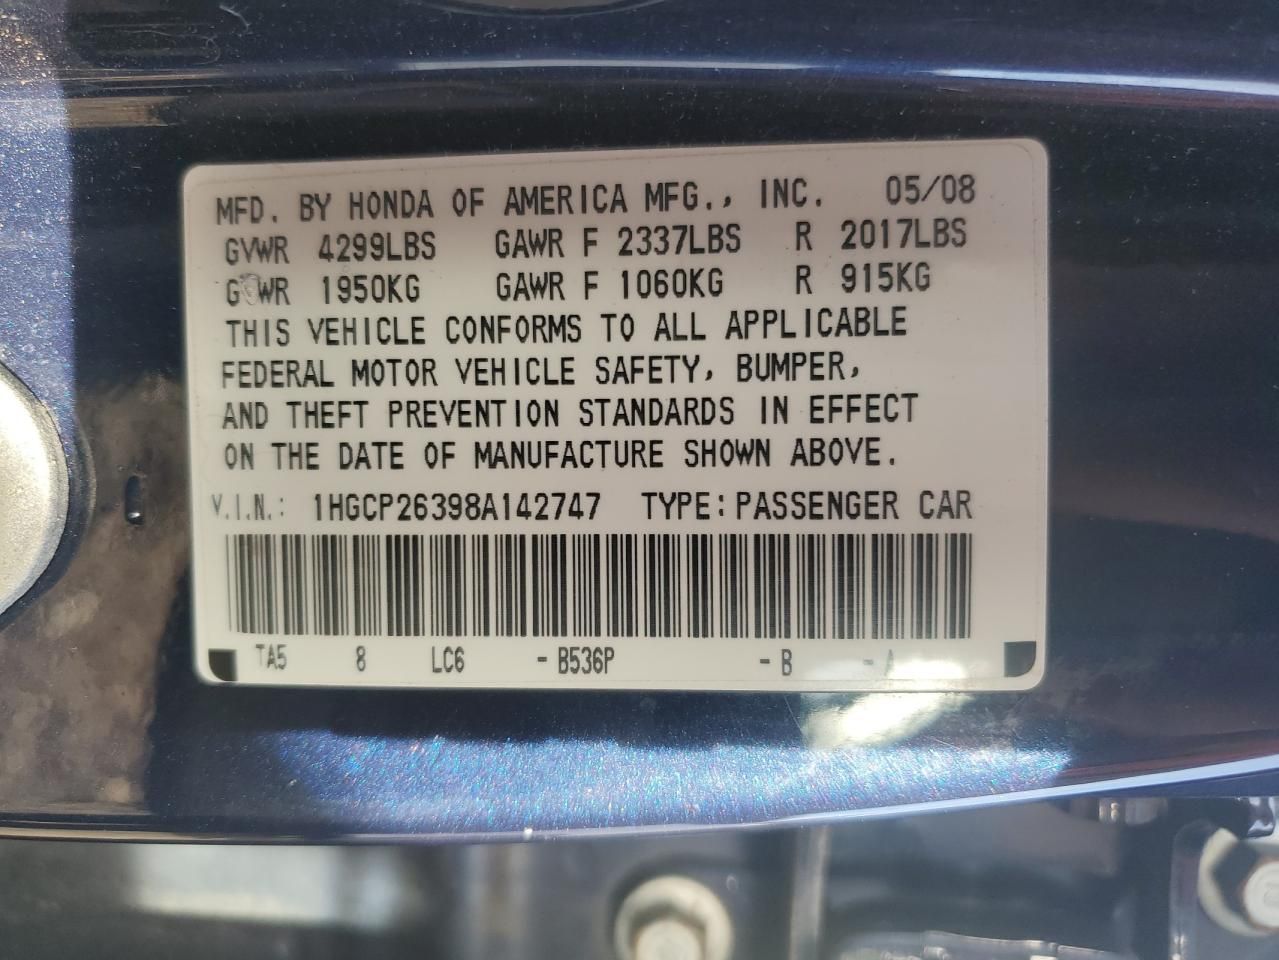 MFD. BY HONDA OF AMERICA MFG., INC. 05/08
GVWR 4299LBS GAWR F 2337LBS R 2017LBS
GVWR 1950KG GAWR F 1060KG R 915KG
THIS VEHICLE CONFORMS TO ALL APPLICABLE
FEDERAL MOTOR VEHICLE SAFETY, BUMPER,
AND THEFT PREVENTION STANDARDS IN EFFECT
ON THE DATE OF MANUFACTURE SHOWN ABOVE.
V.I.N.: 1HGCP26398A142747 TYPE:PASSENGER CAR
TA5 8 LC6 -B536P -B -A